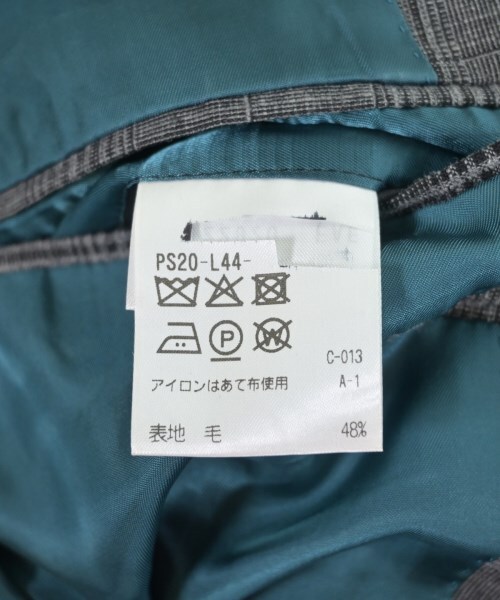 PS20-L44-
P
W
C-013
アイロンはあて布使用 A-1
表地 毛 48%